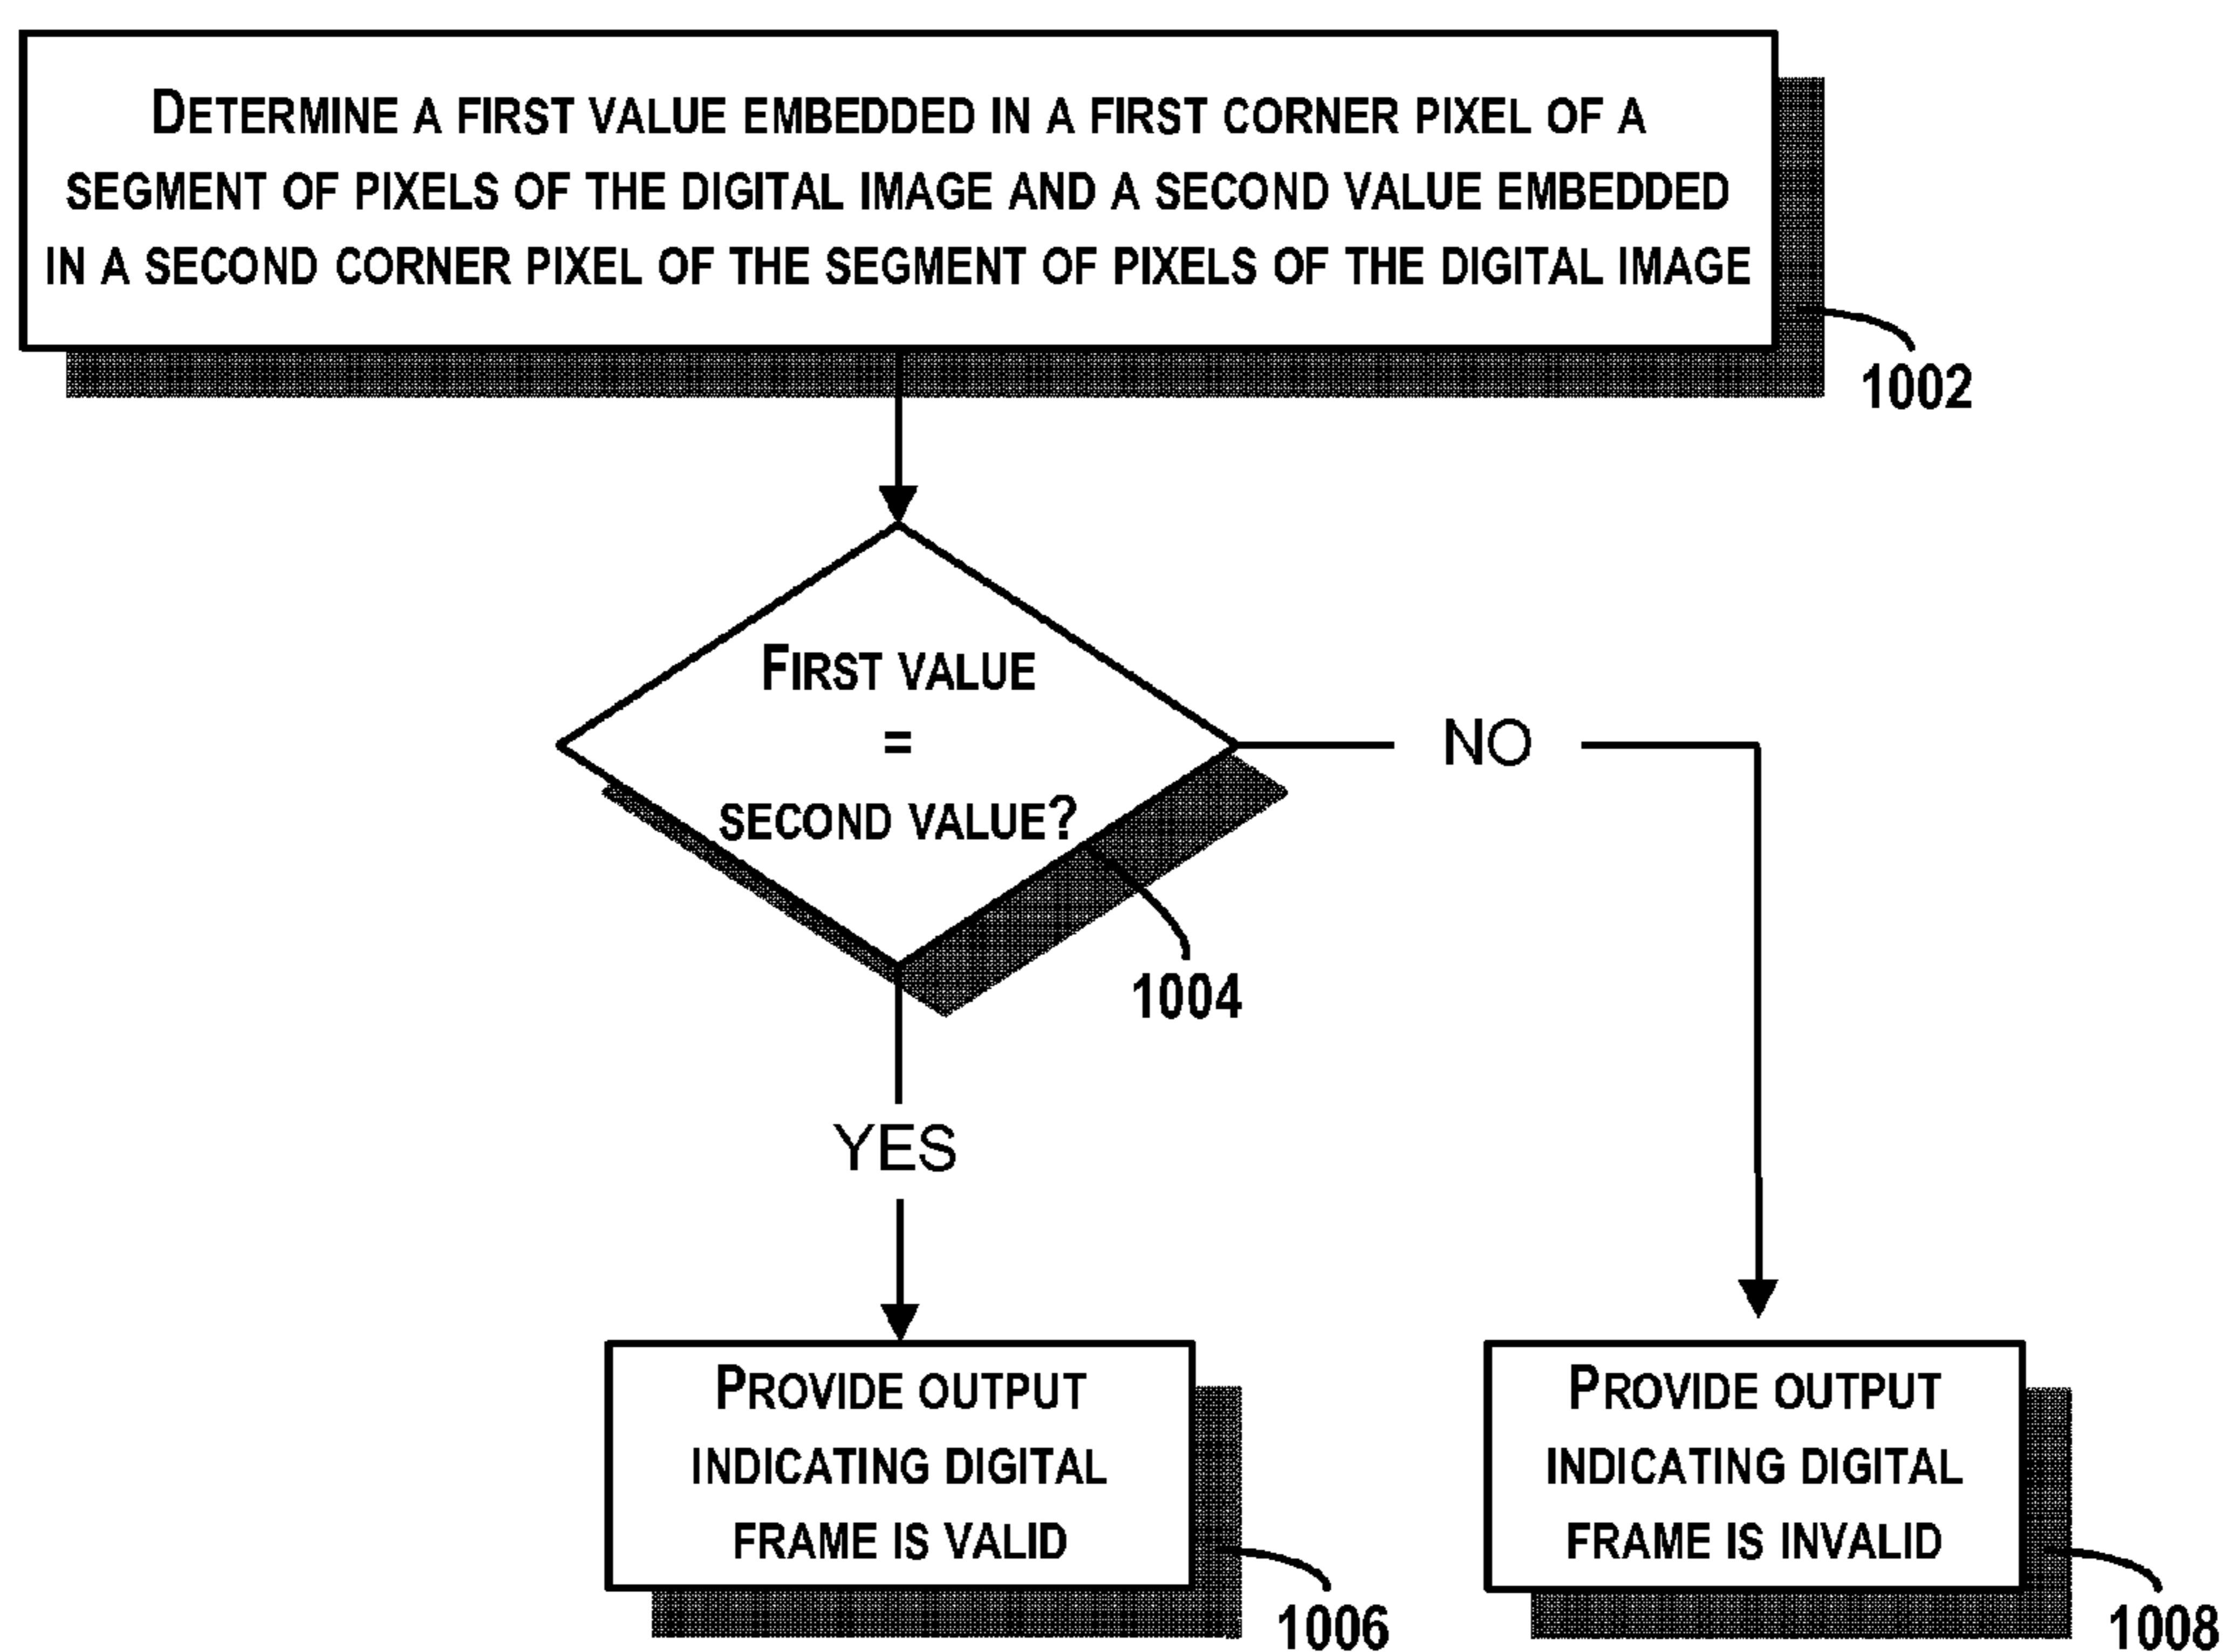 DETERMINE A FIRST VALUE EMBEDDED IN A FIRST CORNER PIXEL OF A
SEGMENT OF PIXELS OF THE DIGITAL IMAGE AND A SECOND VALUE EMBEDDED
IN A SECOND CORNER PIXEL OF THE SEGMENT OF PIXELS OF THE DIGITAL IMAGE
1002
FIRST VALUE
=
SECOND VALUE?
NO
1004
YES
PROVIDE OUTPUT
INDICATING DIGITAL
FRAME IS VALID
1006
PROVIDE OUTPUT
INDICATING DIGITAL
FRAME IS INVALID
1008